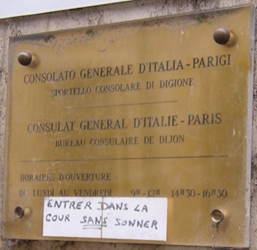 CONSOLATO GENERALE D'ITALIA - PARIGI
SPORTELLO CONSOLARE DI DIGIONE
CONSULAT GENERAL D'ITALIE - PARIS
BUREAU CONSULAIRE DE DIJON
HORAIRES D'OUVERTURE
DU LUNDI AU VENDREDI 9H-12H 14H30-16H30
ENTRER DANS LA
COUR SANS SONNER